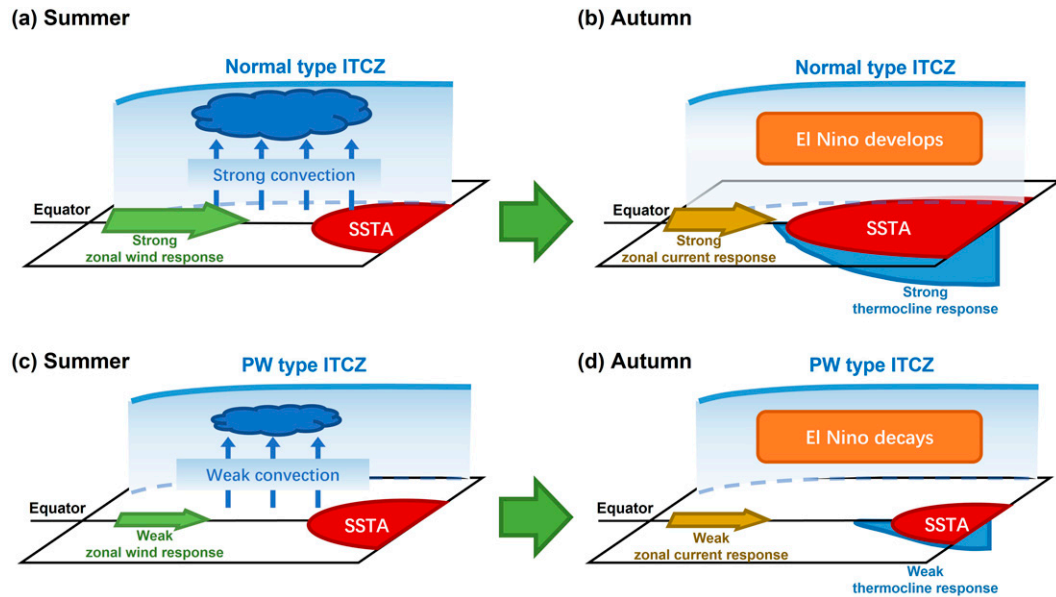 (a) Summer
Normal type ITCZ
Strong convection
Equator
SSTA
Strong
zonal wind response
(b) Autumn
Normal type ITCZ
El Nino develops
Equator
SSTA
Strong
zonal current response
Strong
thermocline response
(c) Summer
PW type ITCZ
Weak convection
Equator
SSTA
Weak
zonal wind response
(d) Autumn
PW type ITCZ
El Nino decays
Equator
SSTA
Weak
zonal current response
Weak
thermocline response